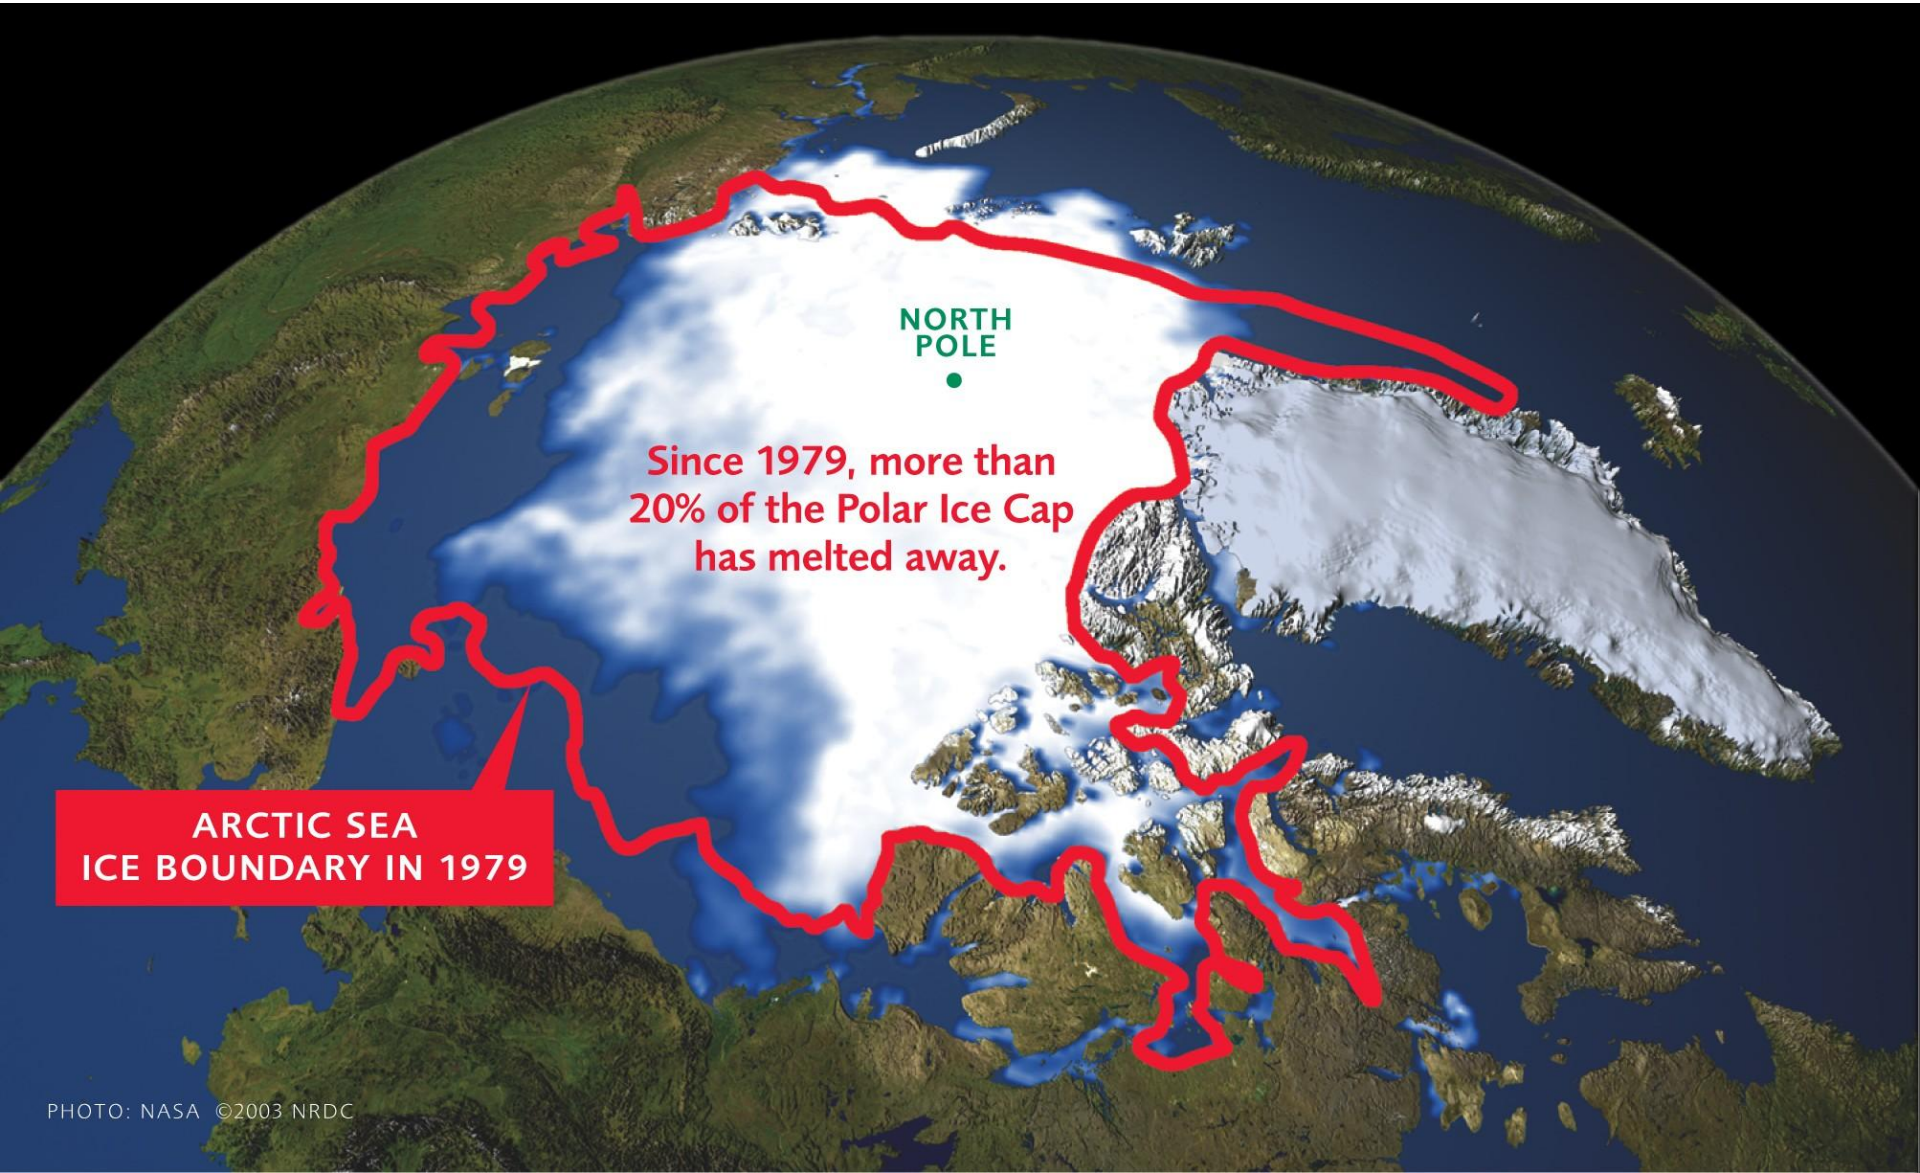 NORTH
POLE
Since 1979, more than
20% of the Polar Ice Cap
has melted away.
ARCTIC SEA
ICE BOUNDARY IN 1979
PHOTO: NASA ©2003 NRDC